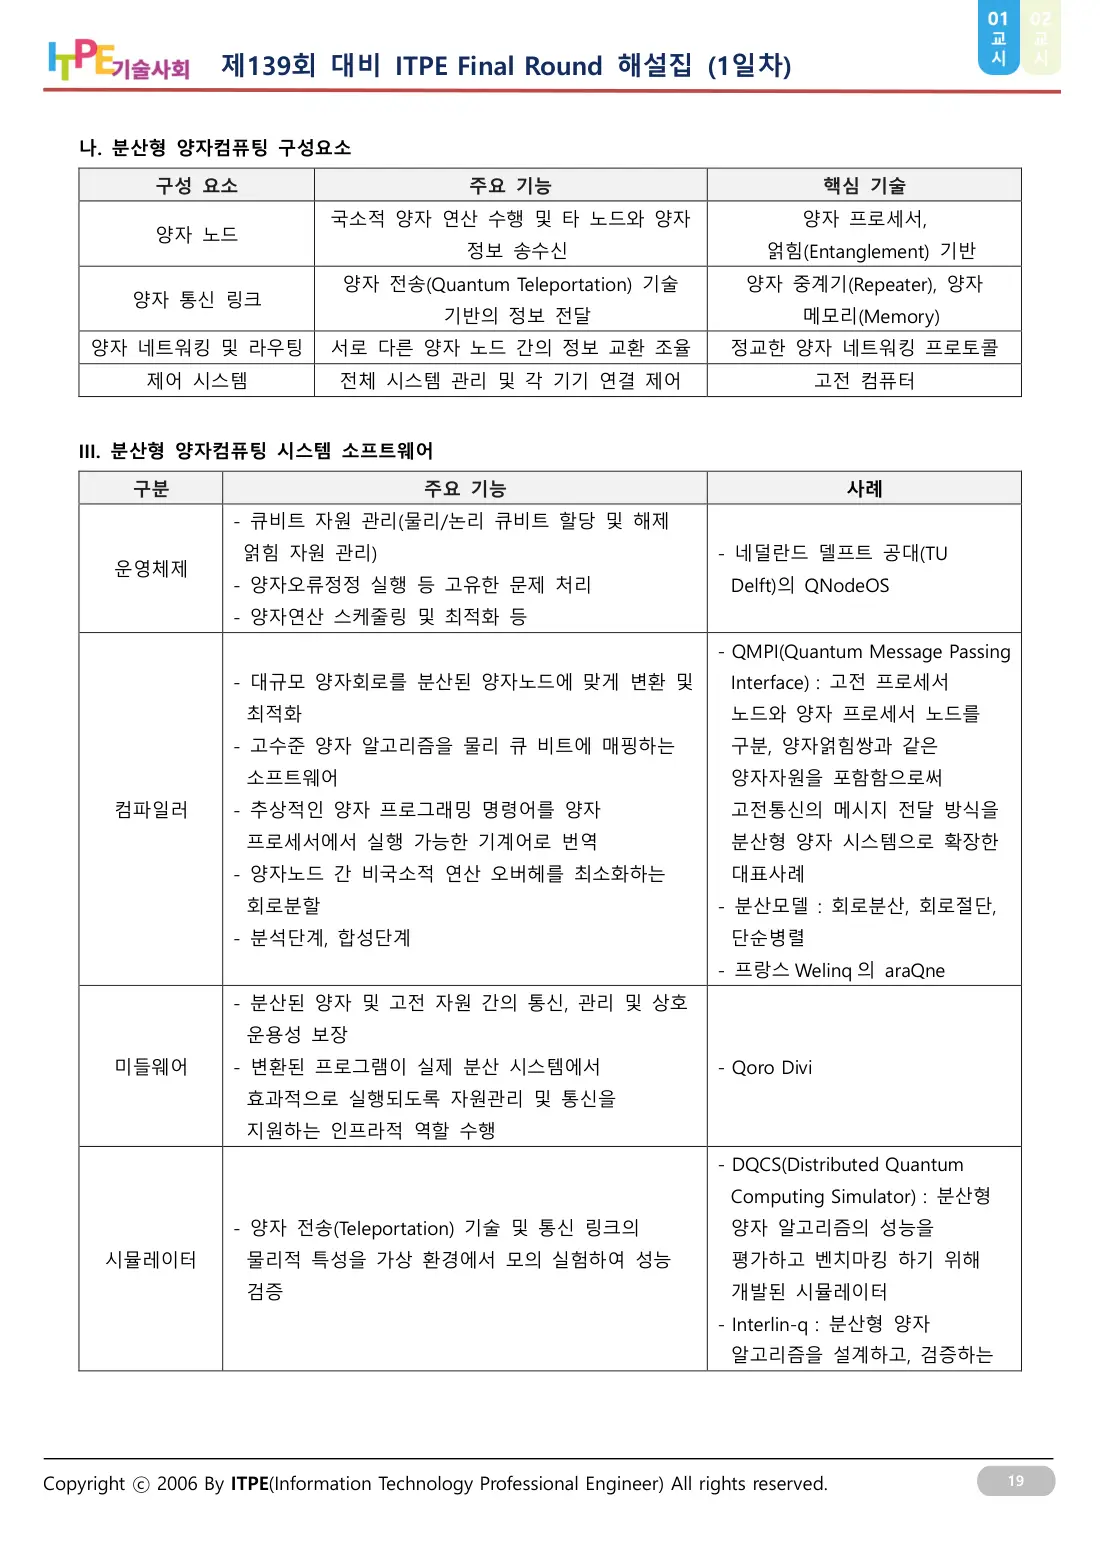 ITPE기술사회 제139회 대비 ITPE Final Round 해설집 (1일차)
01
교
시
02
교
시
나. 분산형 양자컴퓨팅 구성요소
구성 요소 주요 기능 핵심 기술
양자 노드
국소적 양자 연산 수행 및 타 노드와 양자
정보 송수신
양자 프로세서,
얽힘(Entanglement) 기반
양자 통신 링크
양자 전송(Quantum Teleportation) 기술
기반의 정보 전달
양자 중계기(Repeater), 양자
메모리(Memory)
양자 네트워킹 및 라우팅 서로 다른 양자 노드 간의 정보 교환 조율 정교한 양자 네트워킹 프로토콜
제어 시스템 전체 시스템 관리 및 각 기기 연결 제어 고전 컴퓨터
III. 분산형 양자컴퓨팅 시스템 소프트웨어
구분 주요 기능 사례
운영체제
- 큐비트 자원 관리(물리/논리 큐비트 할당 및 해제
얽힘 자원 관리)
- 양자오류정정 실행 등 고유한 문제 처리
- 양자연산 스케줄링 및 최적화 등
- 네덜란드 델프트 공대(TU
Delft)의 QNodeOS
컴파일러
- 대규모 양자회로를 분산된 양자노드에 맞게 변환 및
최적화
- 고수준 양자 알고리즘을 물리 큐 비트에 매핑하는
소프트웨어
- 추상적인 양자 프로그래밍 명령어를 양자
프로세서에서 실행 가능한 기계어로 번역
- 양자노드 간 비국소적 연산 오버헤를 최소화하는
회로분할
- 분석단계, 합성단계
- QMPI(Quantum Message Passing
Interface) : 고전 프로세서
노드와 양자 프로세서 노드를
구분, 양자얽힘쌍과 같은
양자자원을 포함함으로써
고전통신의 메시지 전달 방식을
분산형 양자 시스템으로 확장한
대표사례
- 분산모델 : 회로분산, 회로절단,
단순병렬
- 프랑스 Welinq 의 araQne
미들웨어
- 분산된 양자 및 고전 자원 간의 통신, 관리 및 상호
운용성 보장
- 변환된 프로그램이 실제 분산 시스템에서
효과적으로 실행되도록 자원관리 및 통신을
지원하는 인프라적 역할 수행
- Qoro Divi
시뮬레이터
- 양자 전송(Teleportation) 기술 및 통신 링크의
물리적 특성을 가상 환경에서 모의 실험하여 성능
검증
- DQCS(Distributed Quantum
Computing Simulator) : 분산형
양자 알고리즘의 성능을
평가하고 벤치마킹 하기 위해
개발된 시뮬레이터
- Interlin-q : 분산형 양자
알고리즘을 설계하고, 검증하는
Copyright ⓒ 2006 By ITPE(Information Technology Professional Engineer) All rights reserved.
19